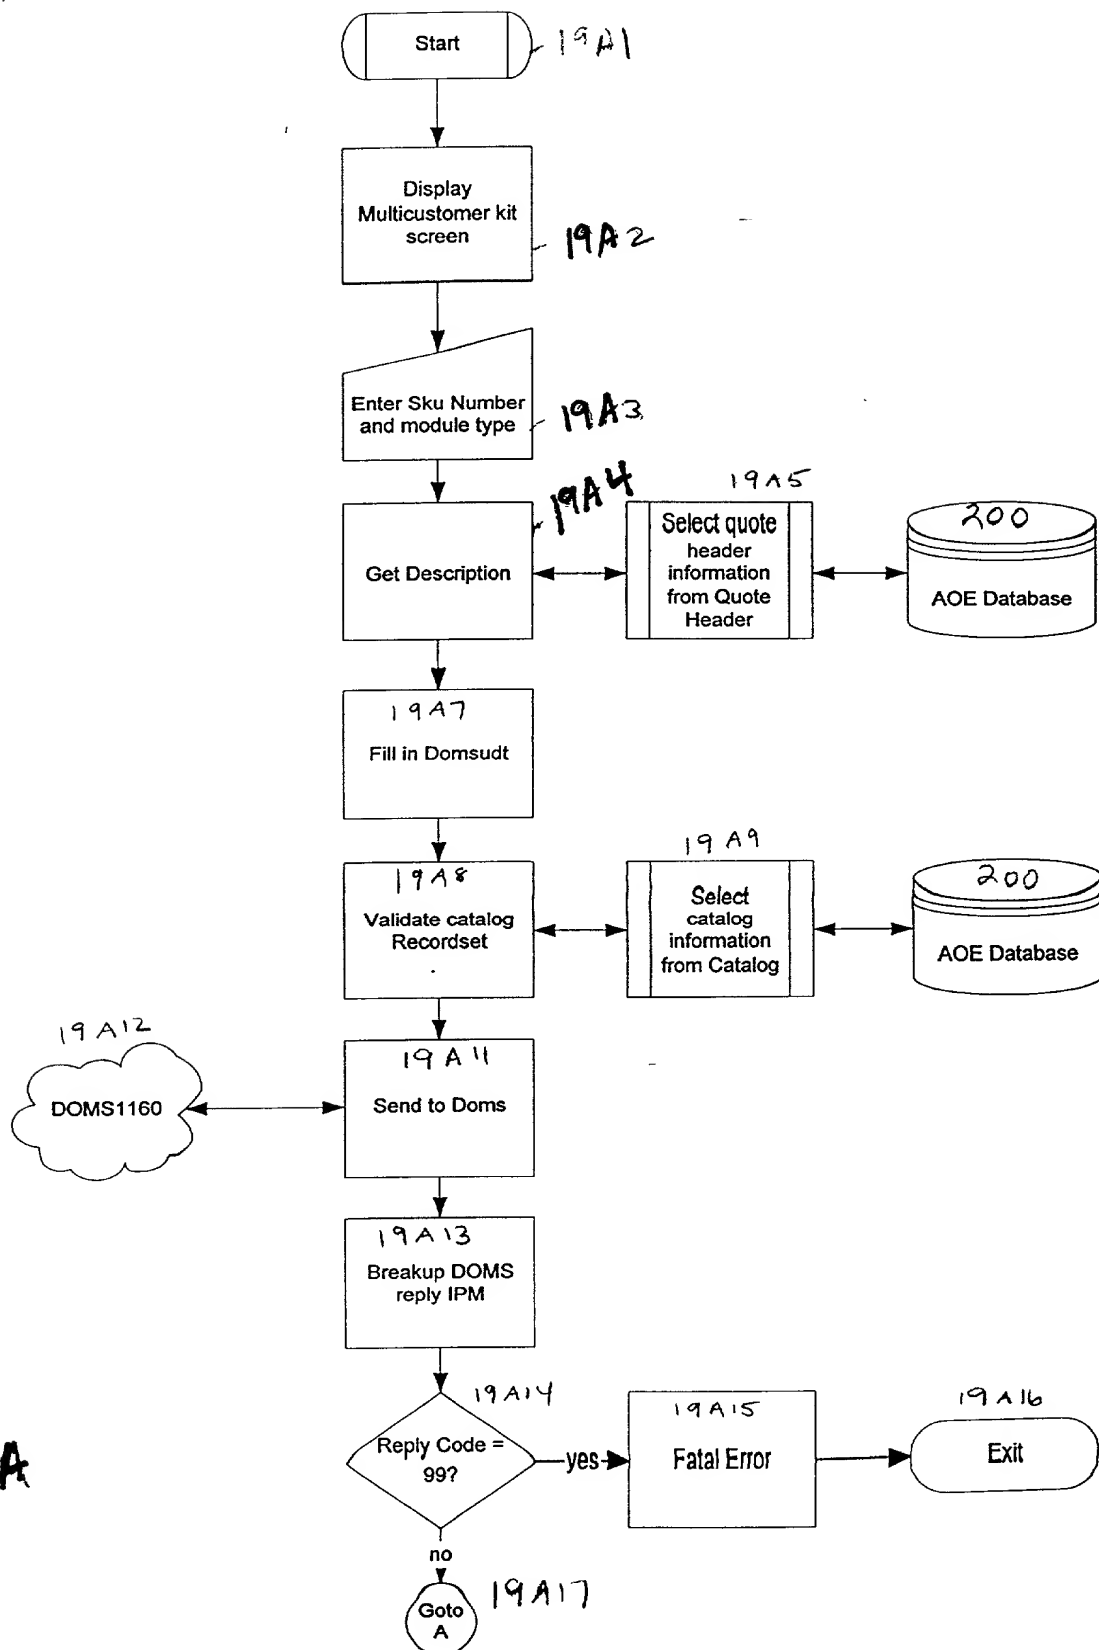 Start
19A1
Display
Multicustomer kit
screen
19A2
Enter Sku Number
and module type
19A3
19A4
Get Description
19A5
Select quote
header
information
from Quote
Header
200
AOE Database
19A7
Fill in Domsudt
19A8
Validate catalog
Recordset
19A9
Select
catalog
information
from Catalog
200
AOE Database
19A12
DOMS1160
19A11
Send to Doms
19A13
Breakup DOMS
reply IPM
19A14
Reply Code =
99?
yes
19A15
Fatal Error
19A16
Exit
A
no
Goto
A
19A17